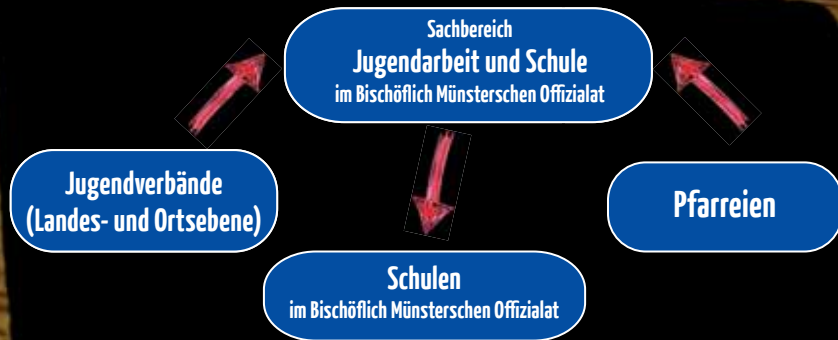 Sachbereich
Jugendarbeit und Schule
im Bischöflich Münsterschen Offizialat
Jugendverbände
(Landes- und Ortsebene)
Pfarreien
Schulen
im Bischöflich Münsterschen Offizialat